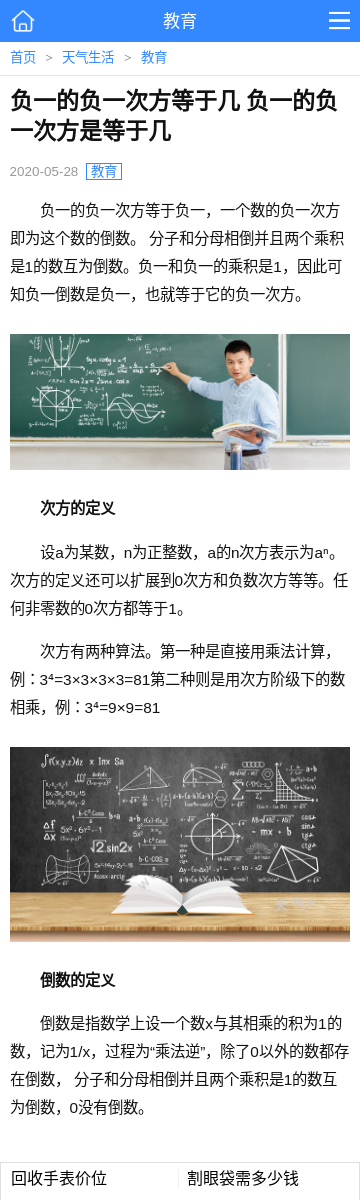 教育
首页 > 天气生活 > 教育
负一的负一次方等于几 负一的负
一次方是等于几
2020-05-28 教育
负一的负一次方等于负一，一个数的负一次方
即为这个数的倒数。 分子和分母相倒并且两个乘积
是1的数互为倒数。负一和负一的乘积是1，因此可
知负一倒数是负一，也就等于它的负一次方。
次方的定义
设a为某数，n为正整数，a的n次方表示为aⁿ。
次方的定义还可以扩展到0次方和负数次方等等。任
何非零数的0次方都等于1。
次方有两种算法。第一种是直接用乘法计算，
例：3⁴=3×3×3×3=81第二种则是用次方阶级下的数
相乘，例：3⁴=9×9=81
∫f(x,y,z) = lnx Sa
√2sin2x
倒数的定义
倒数是指数学上设一个数x与其相乘的积为1的
数，记为1/x，过程为“乘法逆”，除了0以外的数都存
在倒数， 分子和分母相倒并且两个乘积是1的数互
为倒数，0没有倒数。
回收手表价位
割眼袋需多少钱